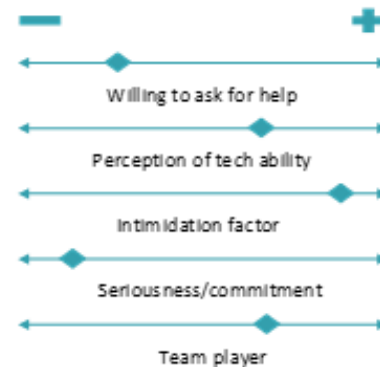 Willing to ask for help
Perception of tech ability
Intimidation factor
Seriousness/commitment
Team player